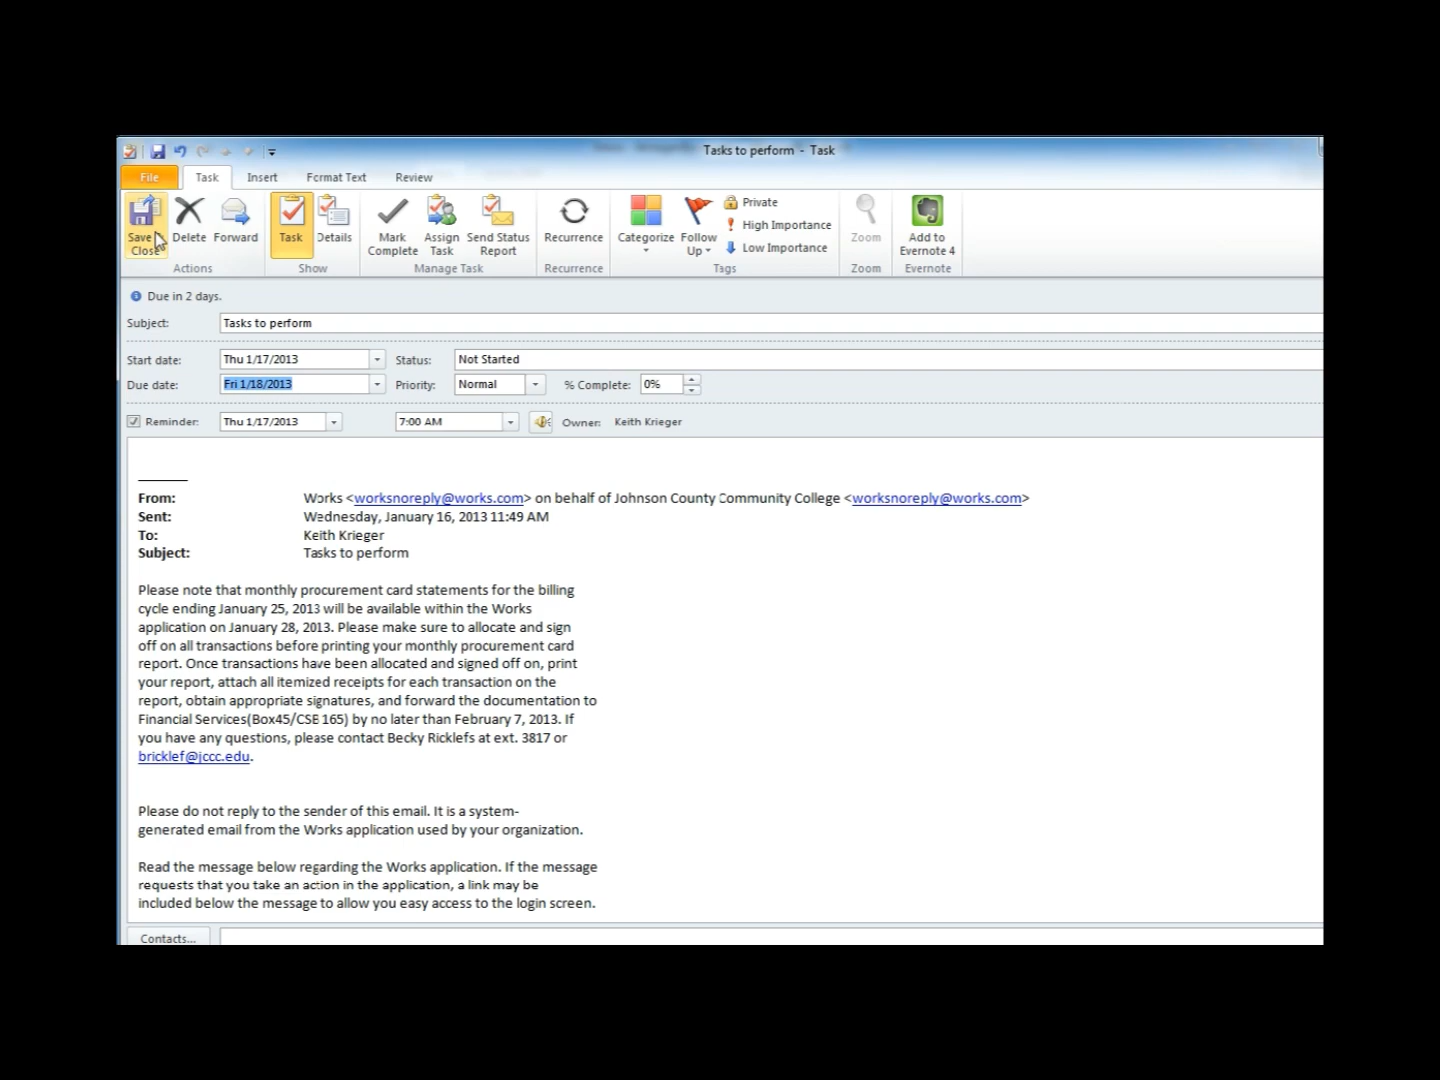 Tasks to perform - Task
File Task Insert Format Text Review
Save Close Delete Forward Task Details Mark Complete Assign Task Send Status Report Recurrence Categorize Follow Up Private High Importance Low Importance Zoom Add to Evernote 4
Actions Show Manage Task Recurrence Tags Zoom Evernote
Due in 2 days.
Subject: Tasks to perform
Start date: Thu 1/17/2013 Status: Not Started
Due date: Fri 1/18/2013 Priority: Normal % Complete: 0%
Reminder: Thu 1/17/2013 7:00 AM Owner: Keith Krieger
From: Works <worksnoreply@works.com> on behalf of Johnson County Community College <worksnoreply@works.com>
Sent: Wednesday, January 16, 2013 11:49 AM
To: Keith Krieger
Subject: Tasks to perform
Please note that monthly procurement card statements for the billing
cycle ending January 25, 2013 will be available within the Works
application on January 28, 2013. Please make sure to allocate and sign
off on all transactions before printing your monthly procurement card
report. Once transactions have been allocated and signed off on, print
your report, attach all itemized receipts for each transaction on the
report, obtain appropriate signatures, and forward the documentation to
Financial Services(Box45/CSB 165) by no later than February 7, 2013. If
you have any questions, please contact Becky Ricklefs at ext. 3817 or
bricklef@jccc.edu.
Please do not reply to the sender of this email. It is a system-
generated email from the Works application used by your organization.
Read the message below regarding the Works application. If the message
requests that you take an action in the application, a link may be
included below the message to allow you easy access to the login screen.
Contacts...